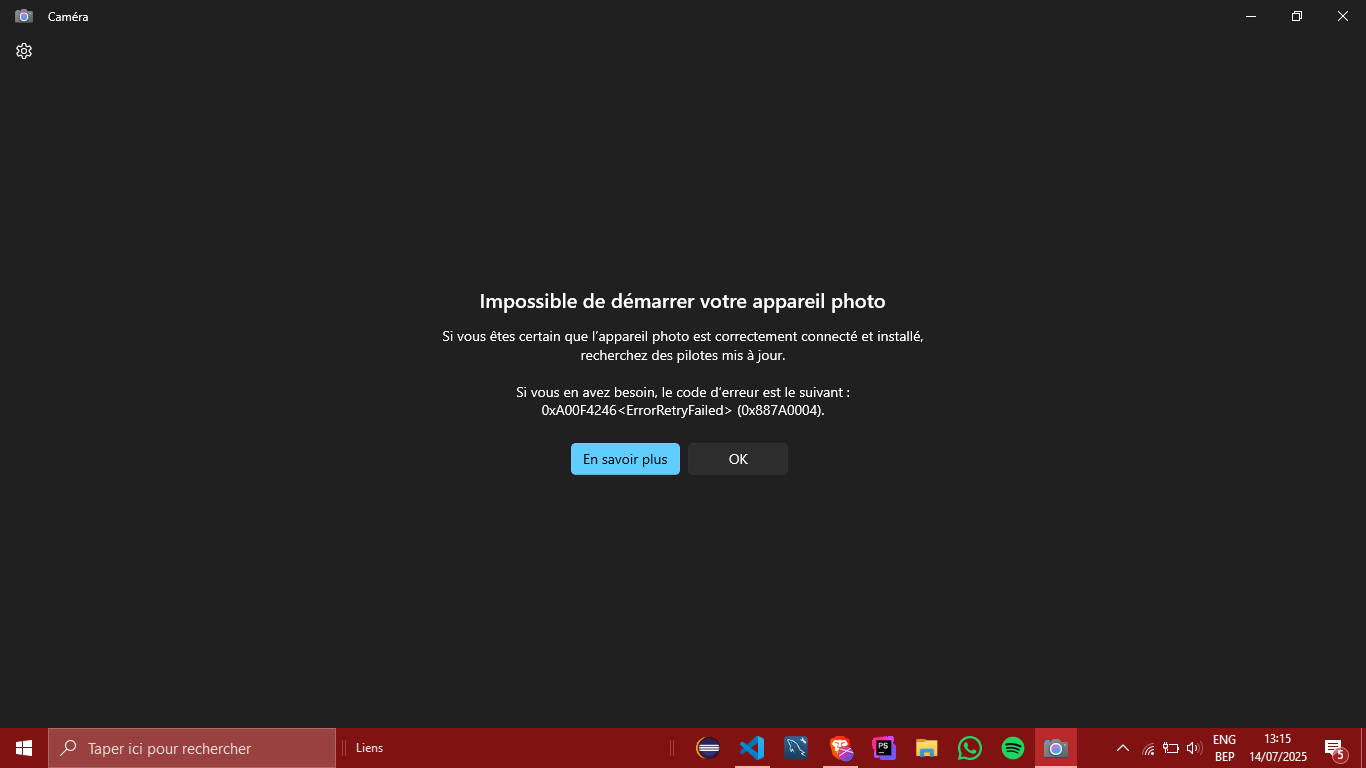 Caméra
Impossible de démarrer votre appareil photo
Si vous êtes certain que l’appareil photo est correctement connecté et installé,
recherchez des pilotes mis à jour.
Si vous en avez besoin, le code d’erreur est le suivant :
0xA00F4246<ErrorRetryFailed> (0x887A0004).
En savoir plus
OK
Taper ici pour rechercher
Liens
PS
ENG
BEP
13:15
14/07/2025
5